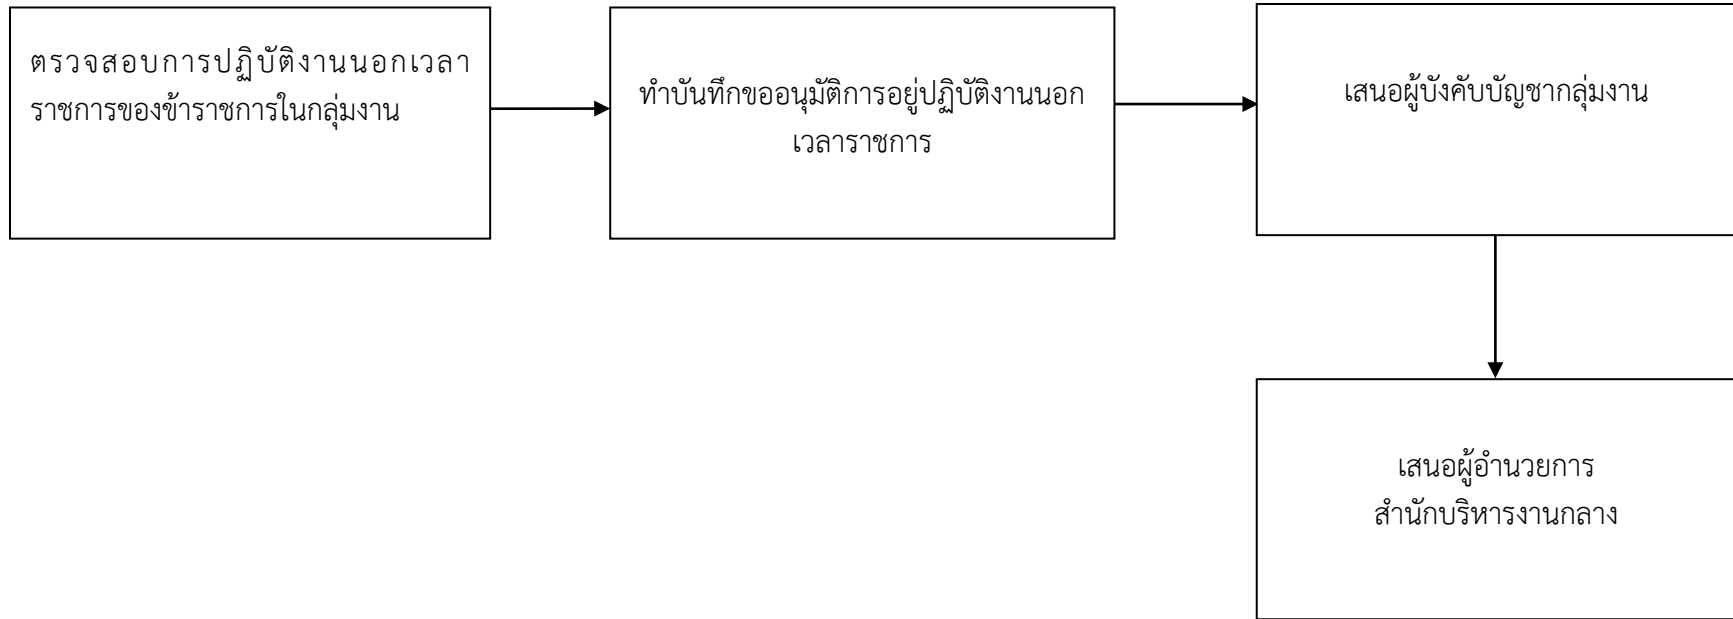 ตรวจสอบการปฏิบัติงานนอกเวลา
ราชการของข้าราชการในกลุ่มงาน
ทำบันทึกขออนุมัติการอยู่ปฏิบัติงานนอก
เวลาราชการ
เสนอผู้บังคับบัญชากลุ่มงาน
เสนอผู้อำนวยการ
สำนักบริหารงานกลาง